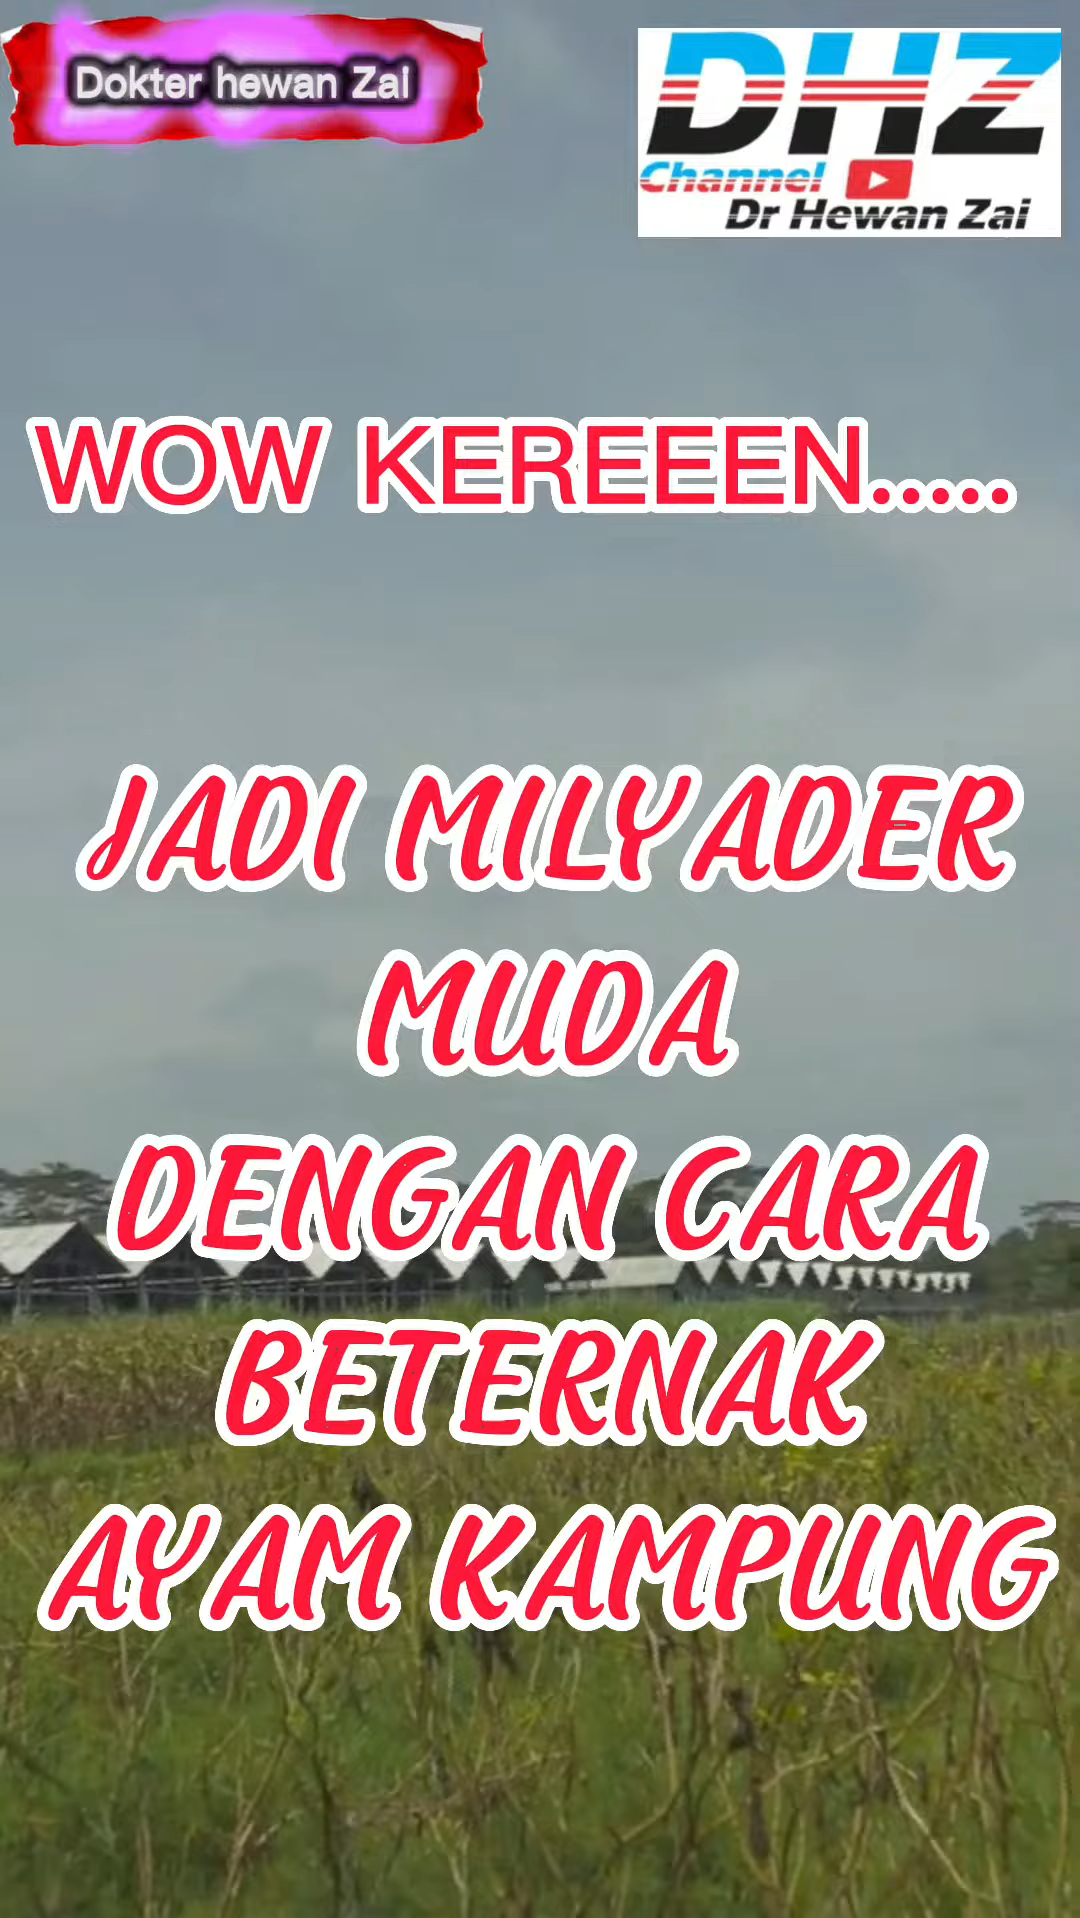 Dokter hewan Zai
DHZ
Channel
Dr Hewan Zai
WOW KEREEEN.....
JADI MILYADER
MUDA
DENGAN CARA
BETERNAK
AYAM KAMPUNG